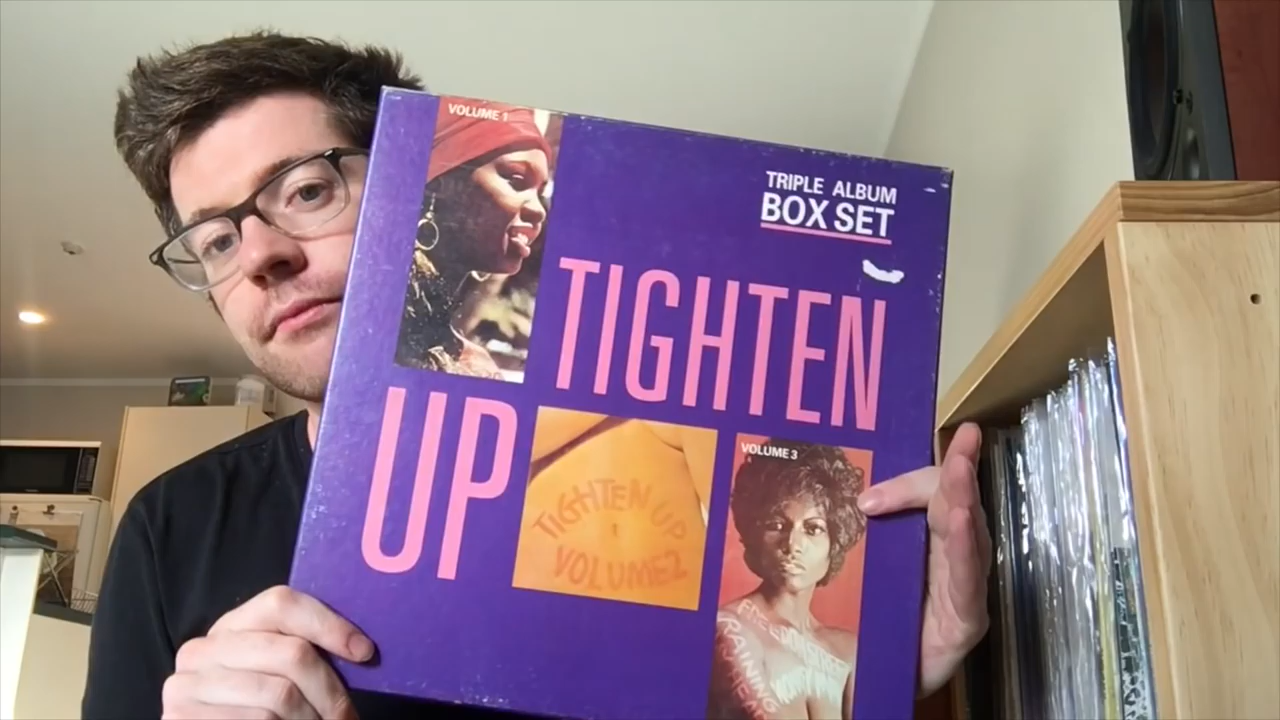 VOLUME 1
TRIPLE ALBUM
BOX SET
TIGHTEN
UP
TIGHTEN UP
VOLUME 2
VOLUME 3